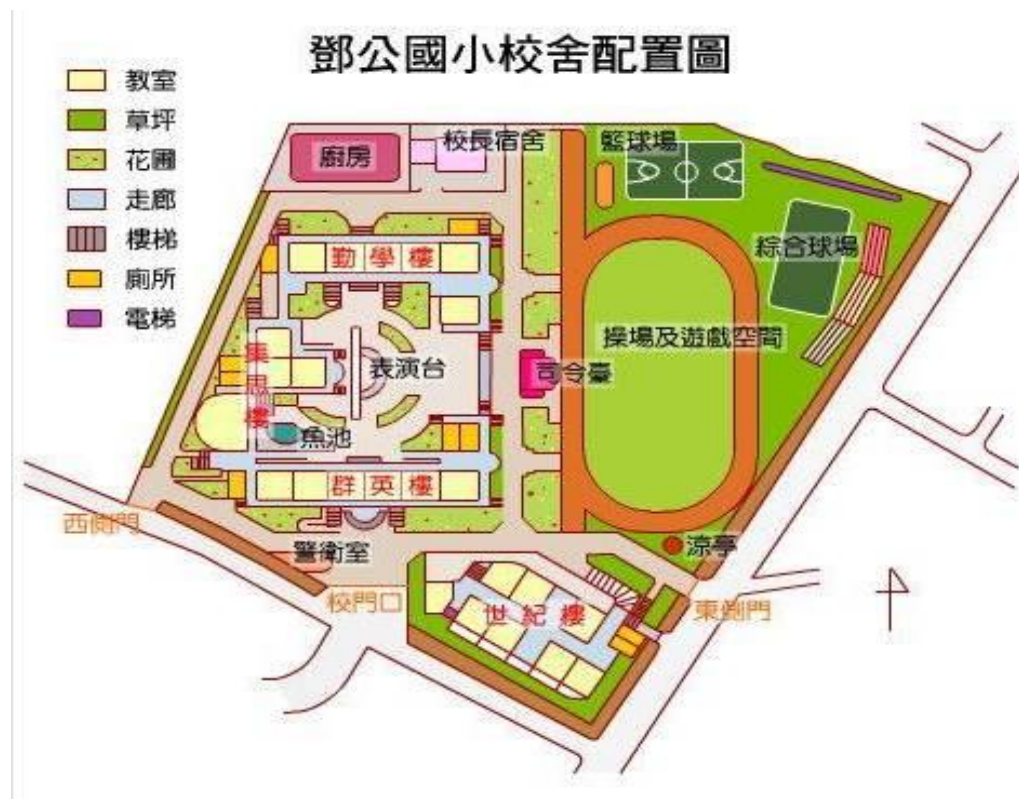 鄧公國小校舍配置圖
教室
草坪
花圃
走廊
樓梯
廁所
電梯
廚房
校長宿舍
籃球場
勤學樓
綜合球場
集思樓
表演台
司令臺
操場及遊戲空間
魚池
群英樓
西側門
警衛室
涼亭
校門口
世紀樓
東側門